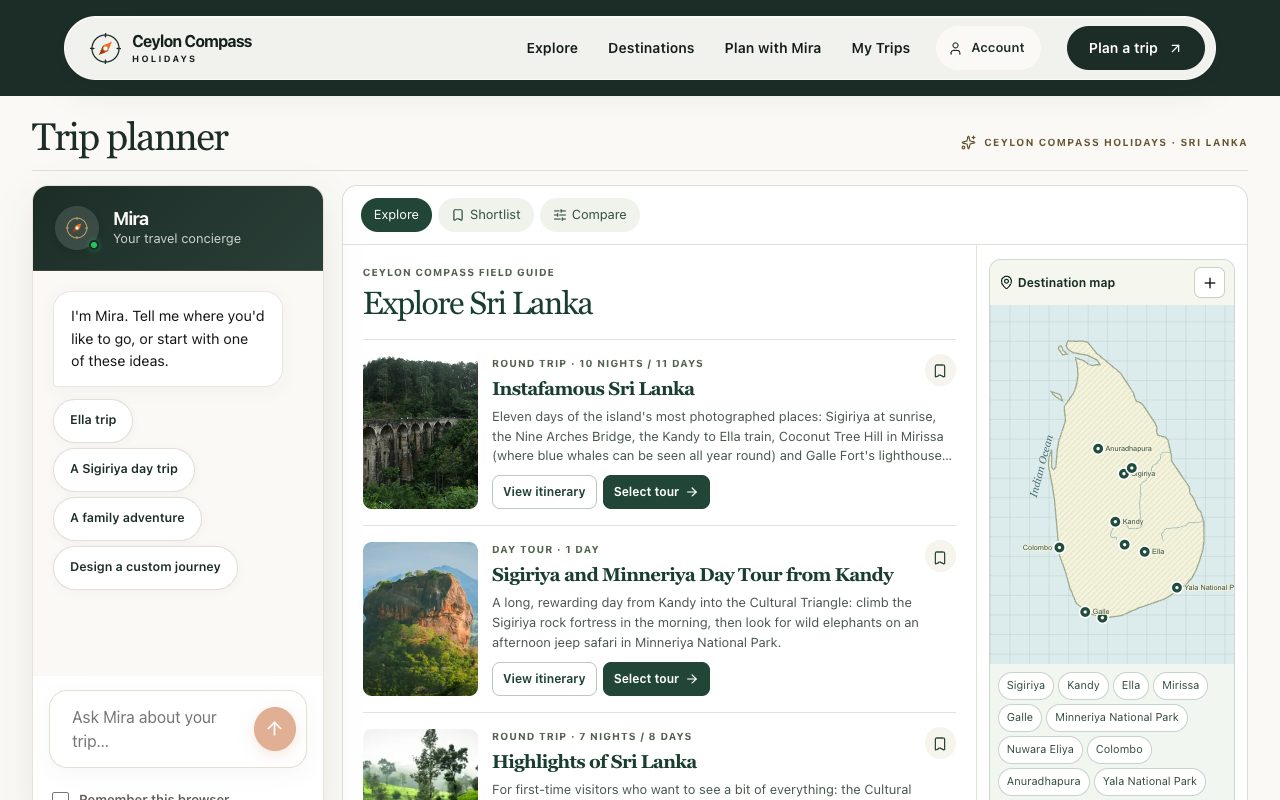 Ceylon Compass
HOLIDAYS
Explore
Destinations
Plan with Mira
My Trips
Account
Plan a trip
Trip planner
CEYLON COMPASS HOLIDAYS · SRI LANKA
Mira
Your travel concierge
I'm Mira. Tell me where you'd
like to go, or start with one
of these ideas.
Ella trip
A Sigiriya day trip
A family adventure
Design a custom journey
Ask Mira about your
trip...
Remember this browser
Explore
Shortlist
Compare
CEYLON COMPASS FIELD GUIDE
Explore Sri Lanka
ROUND TRIP · 10 NIGHTS / 11 DAYS
Instafamous Sri Lanka
Eleven days of the island's most photographed places: Sigiriya at sunrise,
the Nine Arches Bridge, the Kandy to Ella train, Coconut Tree Hill in Mirissa
(where blue whales can be seen all year round) and Galle Fort's lighthouse...
View itinerary
Select tour
DAY TOUR · 1 DAY
Sigiriya and Minneriya Day Tour from Kandy
A long, rewarding day from Kandy into the Cultural Triangle: climb the
Sigiriya rock fortress in the morning, then look for wild elephants on an
afternoon jeep safari in Minneriya National Park.
View itinerary
Select tour
ROUND TRIP · 7 NIGHTS / 8 DAYS
Highlights of Sri Lanka
For first-time visitors who want to see a bit of everything: the Cultural
Destination map
Indian Ocean
Anuradhapura
igiriya
Kandy
Colombo
Ella
Yala National P
Galle
Sigiriya
Kandy
Ella
Mirissa
Galle
Minneriya National Park
Nuwara Eliya
Colombo
Anuradhapura
Yala National Park